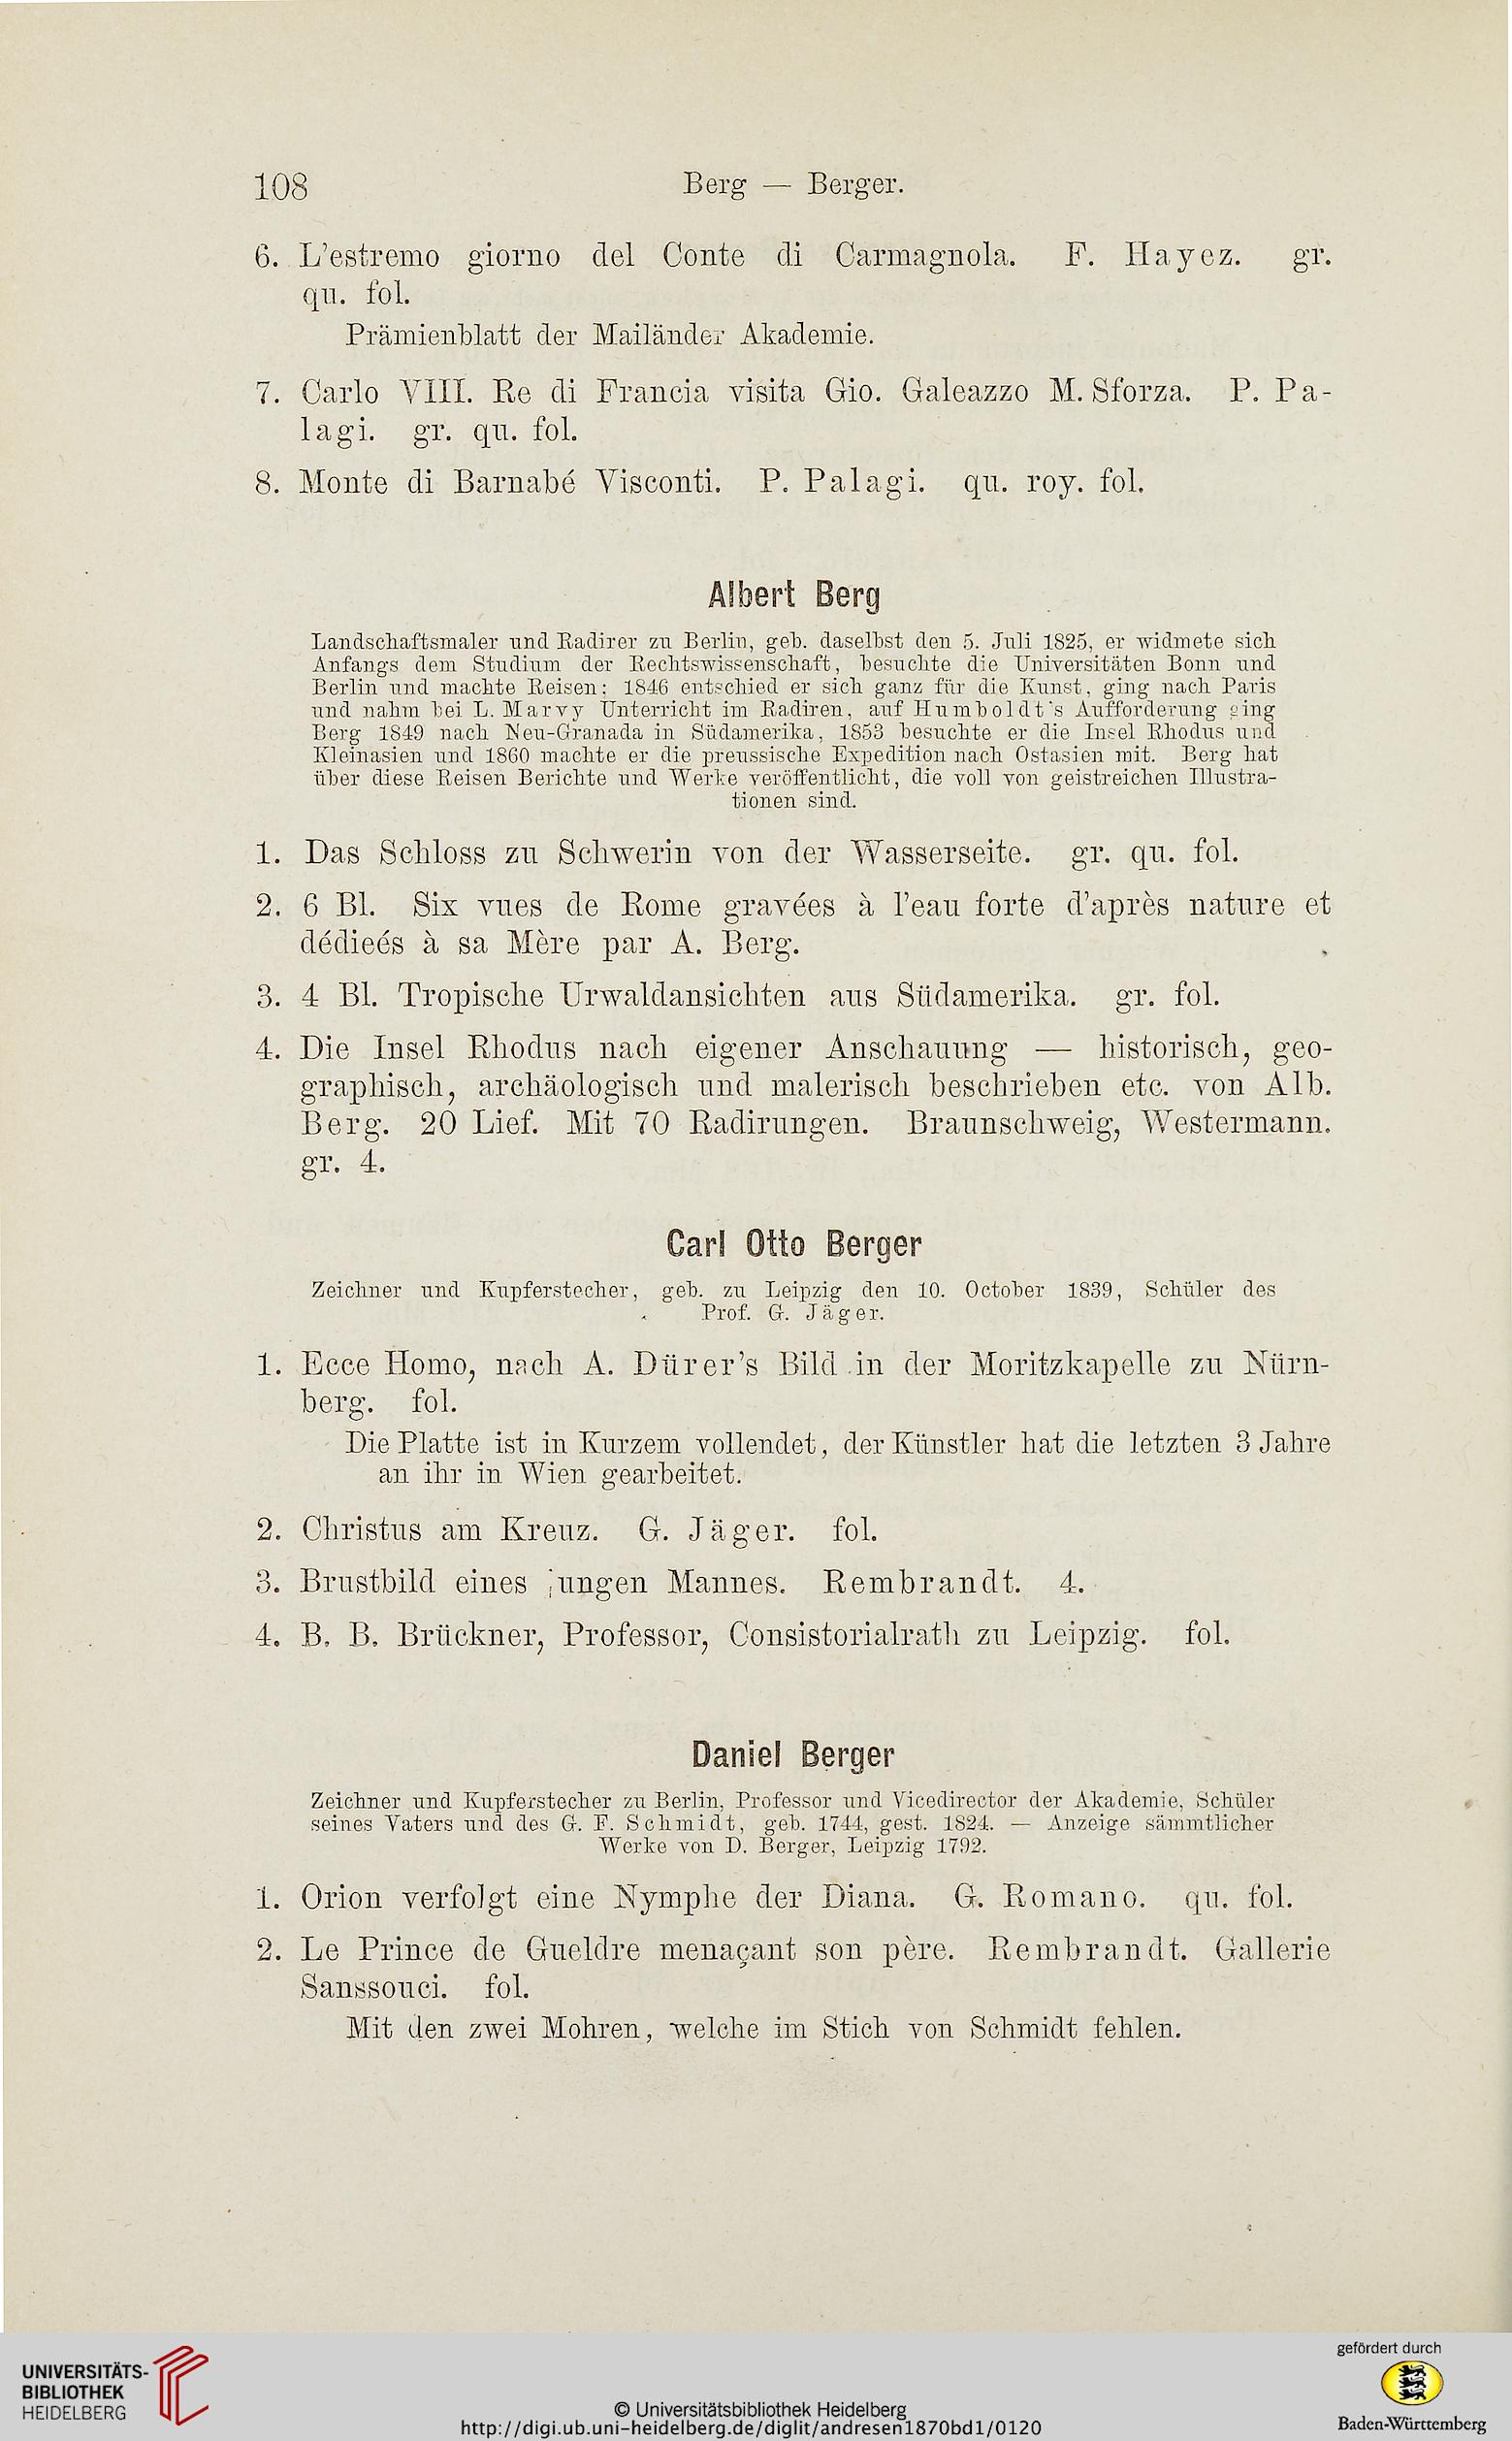 108
Berg — Berger.
6. L'estremo giorno del Conte di Carmagnola. F. Hayez. gr.
qu. fol.
Prämienblatt der Mailänder Akademie.
7. Carlo VIII. Re di Francia visita Gio. Galeazzo M. Sforza. P. Pa-
lagi. gr. qu. fol.
8. Monte di Barnabé Visconti. P. Palagi. qu. roy. fol.
Albert Berg
Landschaftsmaler und Radirer zu Berlin, geb. daselbst den 5. Juli 1825, er widmete sich
Anfangs dem Studium der Rechtswissenschaft, besuchte die Universitäten Bonn und
Berlin und machte Reisen; 1846 entschied er sich ganz für die Kunst, ging nach Paris
und nahm bei L. Marvy Unterricht im Radiren, auf Humboldt's Aufforderung ging
Berg 1849 nach Neu-Granada in Südamerika, 1853 besuchte er die Insel Rhodus und
Kleinasien und 1860 machte er die preussische Expedition nach Ostasien mit. Berg hat
über diese Reisen Berichte und Werke veröffentlicht, die voll von geistreichen Illustra-
tionen sind.
1. Das Schloss zu Schwerin von der Wasserseite. gr. qu. fol.
2. 6 Bl. Six vues de Rome gravées à l'eau forte d'après nature et
dédieés à sa Mère par A. Berg.
3. 4 Bl. Tropische Urwaldansichten aus Südamerika. gr. fol.
4. Die Insel Rhodus nach eigener Anschauung — historisch, geo-
graphisch, archäologisch und malerisch beschrieben etc. von Alb.
Berg. 20 Lief. Mit 70 Radirungen. Braunschweig, Westermann.
gr. 4.
Carl Otto Berger
Zeichner und Kupferstecher, geb. zu Leipzig den 10. October 1839, Schüler des
Prof. G. Jäger.
1. Ecce Homo, nach A. Dürer's Bild in der Moritzkapelle zu Nürn-
berg. fol.
Die Platte ist in Kurzem vollendet, der Künstler hat die letzten 3 Jahre
an ihr in Wien gearbeitet.
2. Christus am Kreuz. G. Jäger. fol.
3. Brustbild eines jungen Mannes. Rembrandt. 4.
4. B. B. Brückner, Professor, Consistorialrath zu Leipzig. fol.
Daniel Berger
Zeichner und Kupferstecher zu Berlin, Professor und Vicedirector der Akademie, Schüler
seines Vaters und des G. F. Schmidt, geb. 1744, gest. 1824. — Anzeige sämmtlicher
Werke von D. Berger, Leipzig 1792.
1. Orion verfolgt eine Nymphe der Diana. G. Romano. qu. fol.
2. Le Prince de Gueldre menaçant son père. Rembrandt. Gallerie
Sanssouci. fol.
Mit den zwei Mohren, welche im Stich von Schmidt fehlen.
UNIVERSITÄTS-
BIBLIOTHEK
HEIDELBERG
© Universitätsbibliothek Heidelberg
http://digi.ub.uni-heidelberg.de/diglit/andresen1870bd1/0120
gefördert durch
Baden-Württemberg